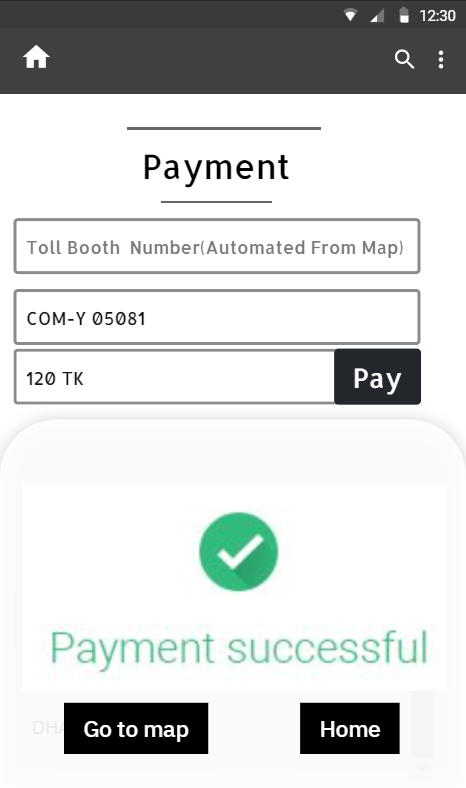 12:30
Payment
Toll Booth Number(Automated From Map)
COM-Y 05081
120 TK
Pay
Payment successful
Go to map
Home